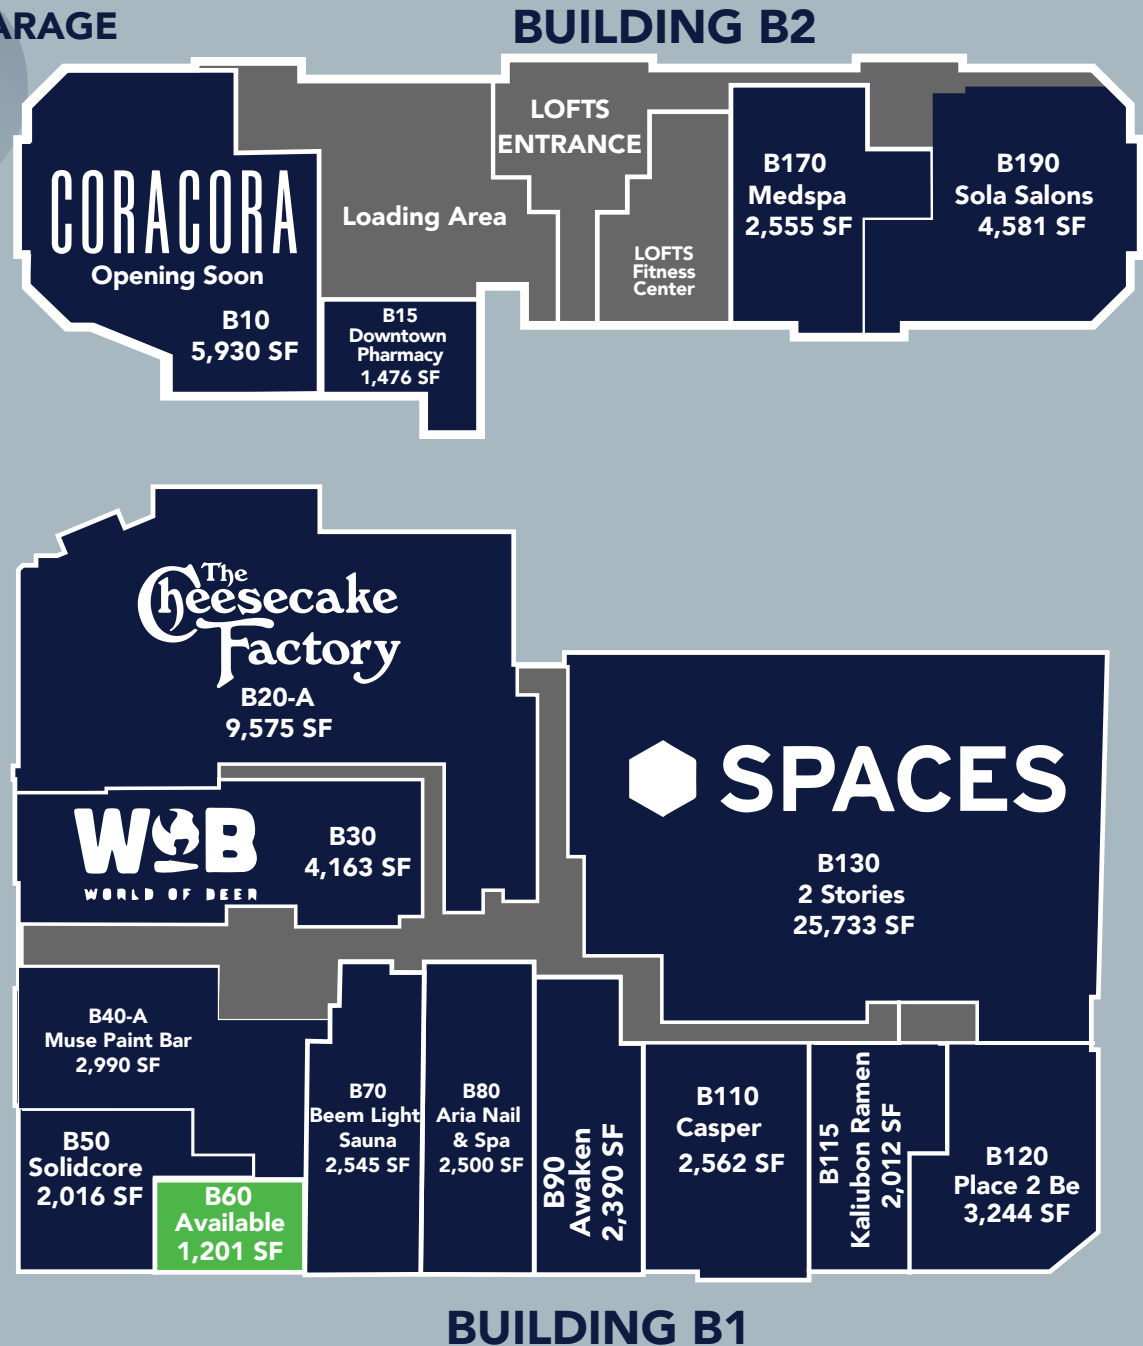 ARAGE
BUILDING B2
CORACORA
Opening Soon
B10
5,930 SF
Loading Area
B15
Downtown
Pharmacy
1,476 SF
LOFTS
ENTRANCE
LOFTS
Fitness
Center
B170
Medspa
2,555 SF
B190
Sola Salons
4,581 SF
The
Cheesecake
Factory
B20-A
9,575 SF
WOB
WORLD OF BEER
B30
4,163 SF
SPACES
B130
2 Stories
25,733 SF
B40-A
Muse Paint Bar
2,990 SF
B50
Solidcore
2,016 SF
B60
Available
1,201 SF
B70
Beem Light
Sauna
2,545 SF
B80
Aria Nail
& Spa
2,500 SF
B90
Awaken
2,390 SF
B110
Casper
2,562 SF
B115
Kaliubon Ramen
2,012 SF
B120
Place 2 Be
3,244 SF
BUILDING B1